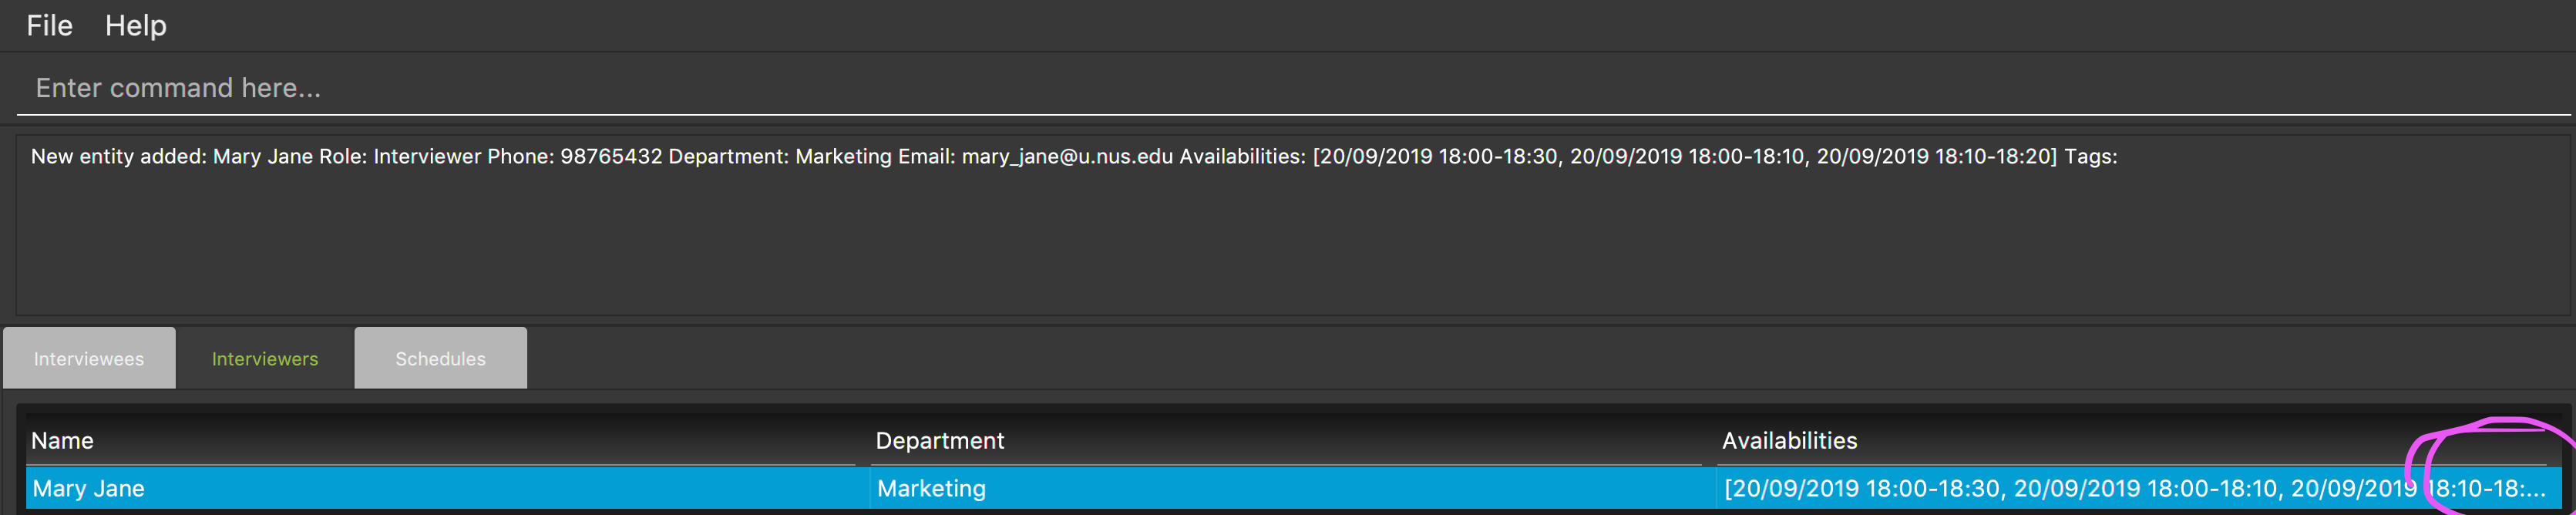 File Help
Enter command here...
New entity added: Mary Jane Role: Interviewer Phone: 98765432 Department: Marketing Email: mary_jane@u.nus.edu Availabilities: [20/09/2019 18:00-18:30, 20/09/2019 18:00-18:10, 20/09/2019 18:10-18:20] Tags:
Interviewees Interviewers Schedules
Name Department Availabilities
Mary Jane Marketing [20/09/2019 18:00-18:30, 20/09/2019 18:00-18:10, 20/09/2019 18:10-18:...